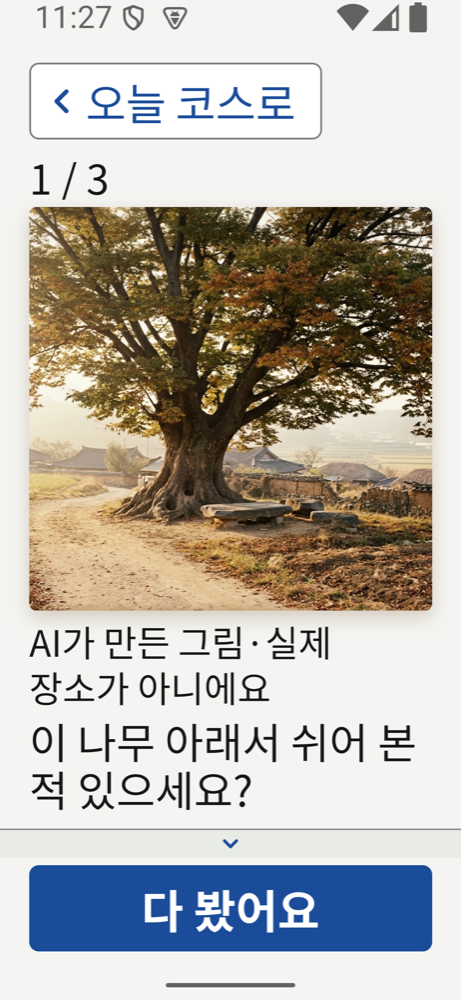 11:27
오늘 코스로
1 / 3
AI가 만든 그림·실제
장소가 아니에요
이 나무 아래서 쉬어 본
적 있으세요?
다 봤어요